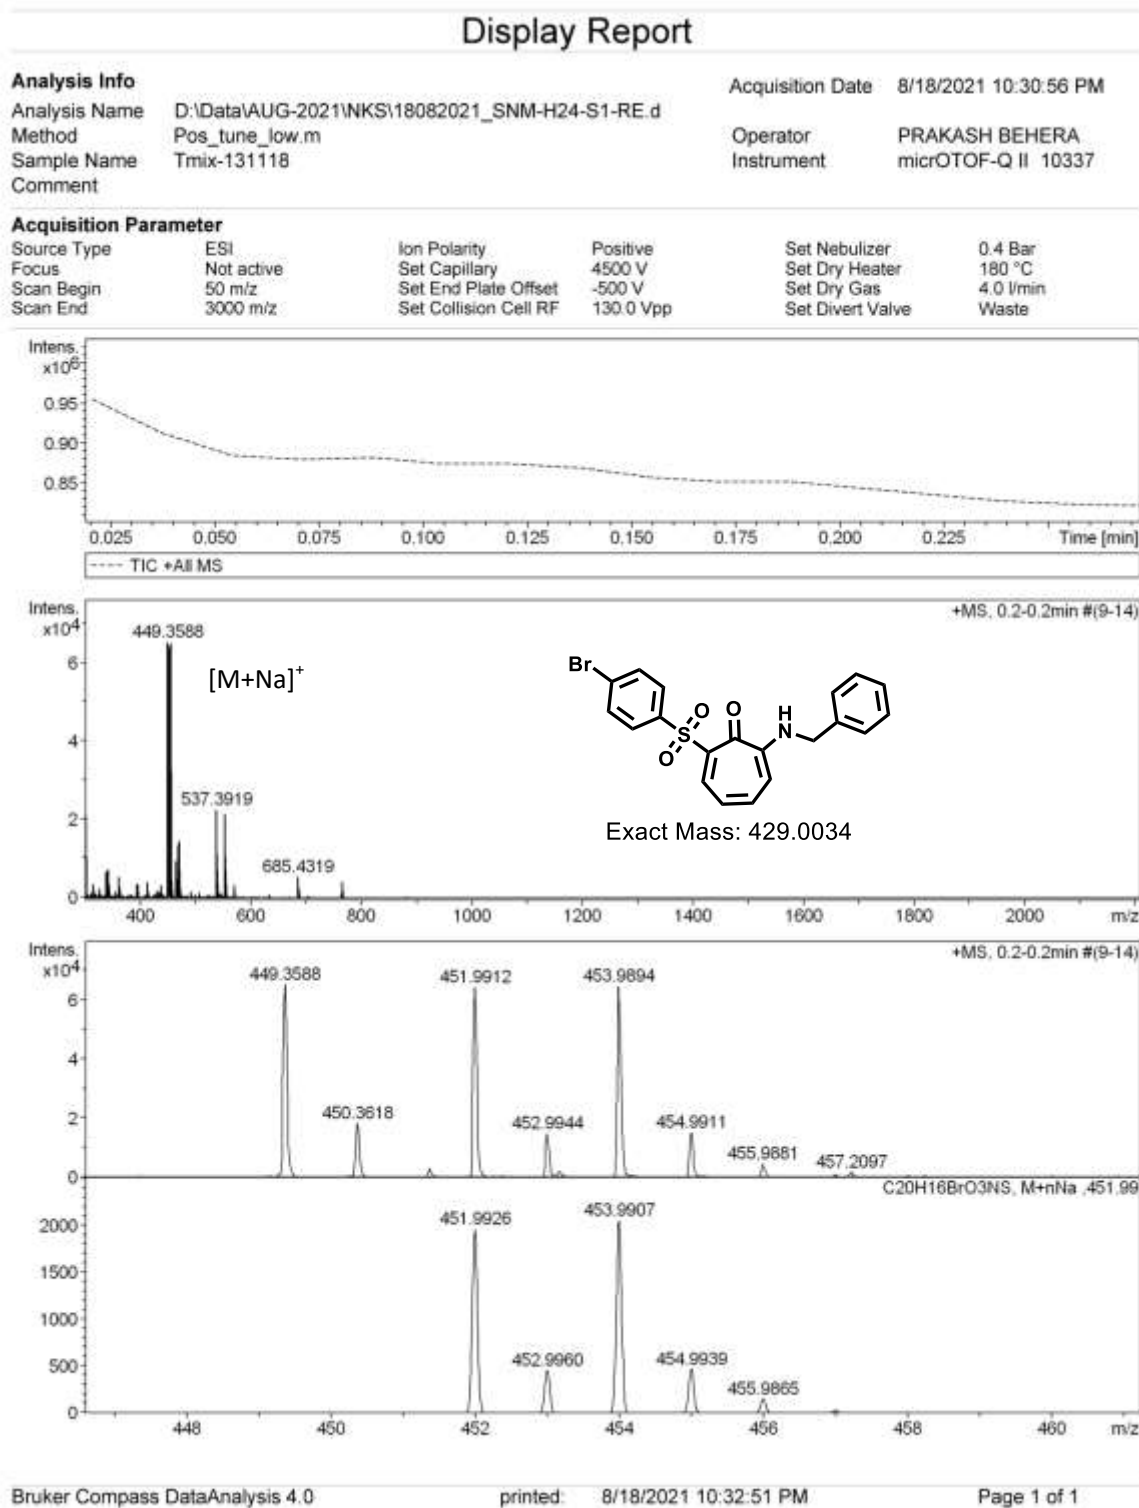 Display Report
Analysis Info
Acquisition Date 8/18/2021 10:30:56 PM
Analysis Name D:\Data\AUG-2021\NKS\18082021_SNM-H24-S1-RE.d
Method Pos_tune_low.m
Operator PRAKASH BEHERA
Sample Name Tmix-131118
Instrument micrOTOF-Q II 10337
Comment
Acquisition Parameter
Source Type ESI Ion Polarity Positive Set Nebulizer 0.4 Bar
Focus Not active Set Capillary 4500 V Set Dry Heater 180 °C
Scan Begin 50 m/z Set End Plate Offset -500 V Set Dry Gas 4.0 l/min
Scan End 3000 m/z Set Collision Cell RF 130.0 Vpp Set Divert Valve Waste
Intens.
x10⁶
0.95
0.90
0.85
0.025 0.050 0.075 0.100 0.125 0.150 0.175 0.200 0.225 Time [min]
TIC +All MS
Intens.
x10⁴
+MS, 0.2-0.2min #(9-14)
449.3588
6
[M+Na]⁺
Br
O
S
O
O
H
N
4
537.3919
2
Exact Mass: 429.0034
685.4319
0
400 600 800 1000 1200 1400 1600 1800 2000 m/z
Intens.
x10⁴
+MS, 0.2-0.2min #(9-14)
449.3588 451.9912 453.9894
6
4
2
450.3618 452.9944 454.9911
455.9881 457.2097
0
C20H16BrO3NS, M+nNa ,451.99
451.9926 453.9907
2000
1500
1000
500
452.9960 454.9939
455.9865
0
448 450 452 454 456 458 460 m/z
Bruker Compass DataAnalysis 4.0 printed: 8/18/2021 10:32:51 PM Page 1 of 1